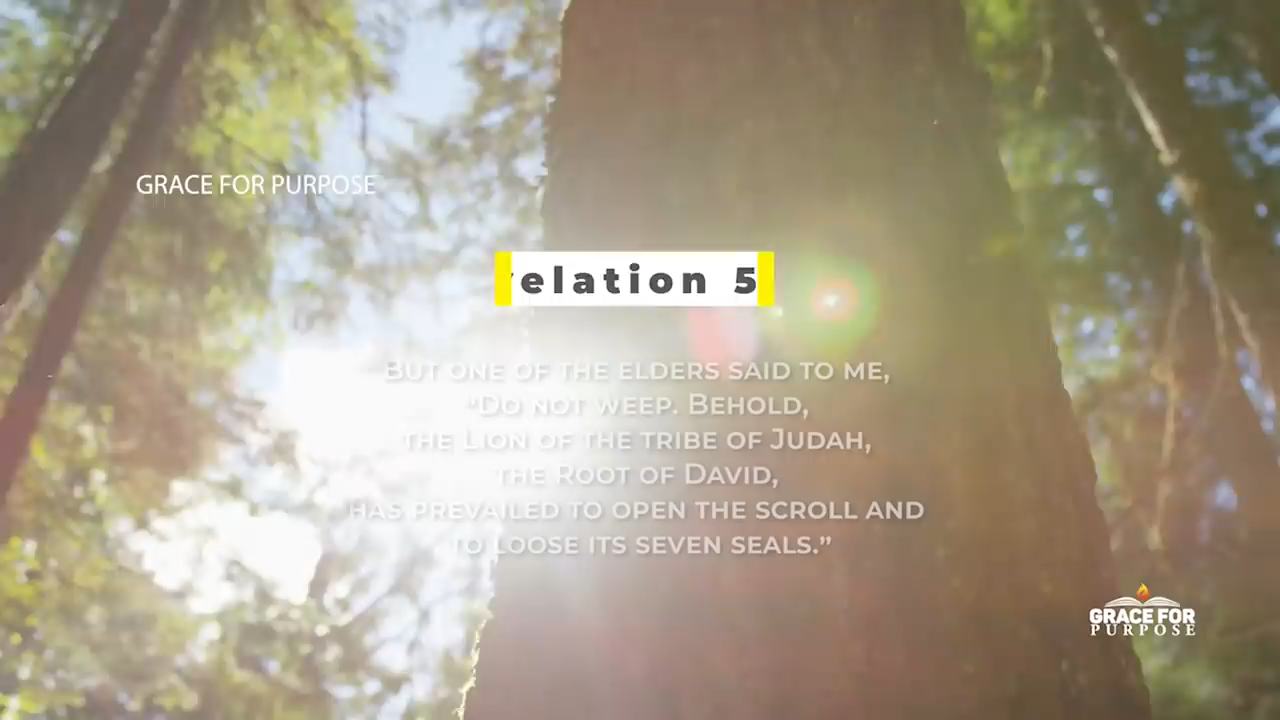 GRACE FOR PURPOSE
velation 5
BUT ONE OF THE ELDERS SAID TO ME,
"DO NOT WEEP. BEHOLD,
THE LION OF THE TRIBE OF JUDAH,
THE ROOT OF DAVID,
HAS PREVAILED TO OPEN THE SCROLL AND
TO LOOSE ITS SEVEN SEALS.”
GRACE FOR
PURPOSE